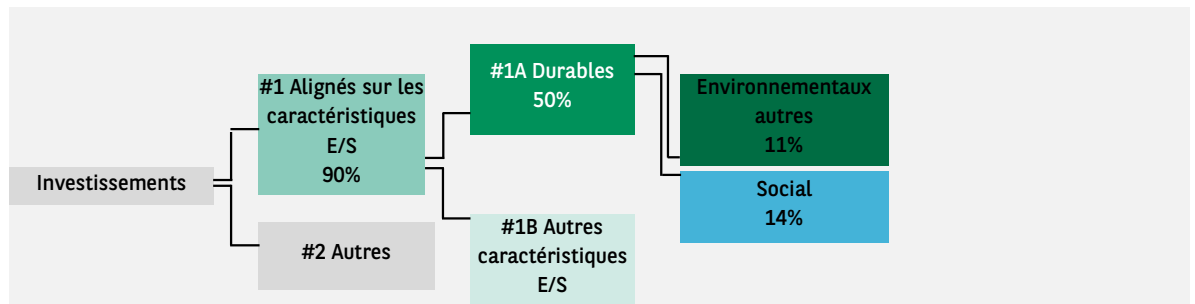 Investissements
#1 Alignés sur les
caractéristiques
E/S
90%
#2 Autres
#1A Durables
50%
#1B Autres
caractéristiques
E/S
Environnementaux
autres
11%
Social
14%